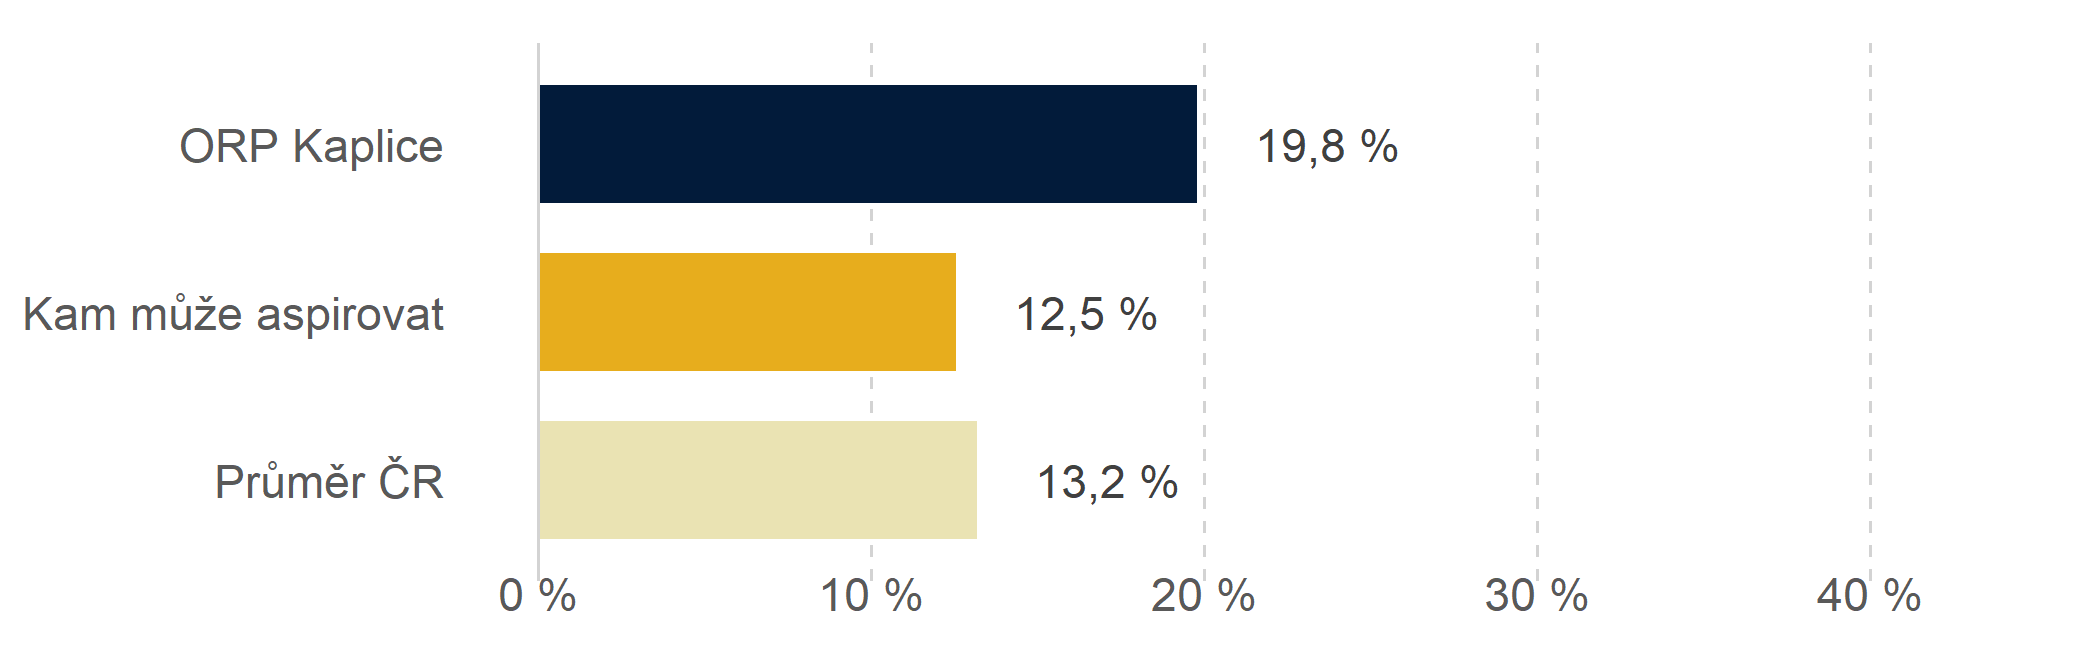 ORP Kaplice
19,8 %
Kam může aspirovat
12,5 %
Průměr ČR
13,2 %
0 %
10 %
20 %
30 %
40 %